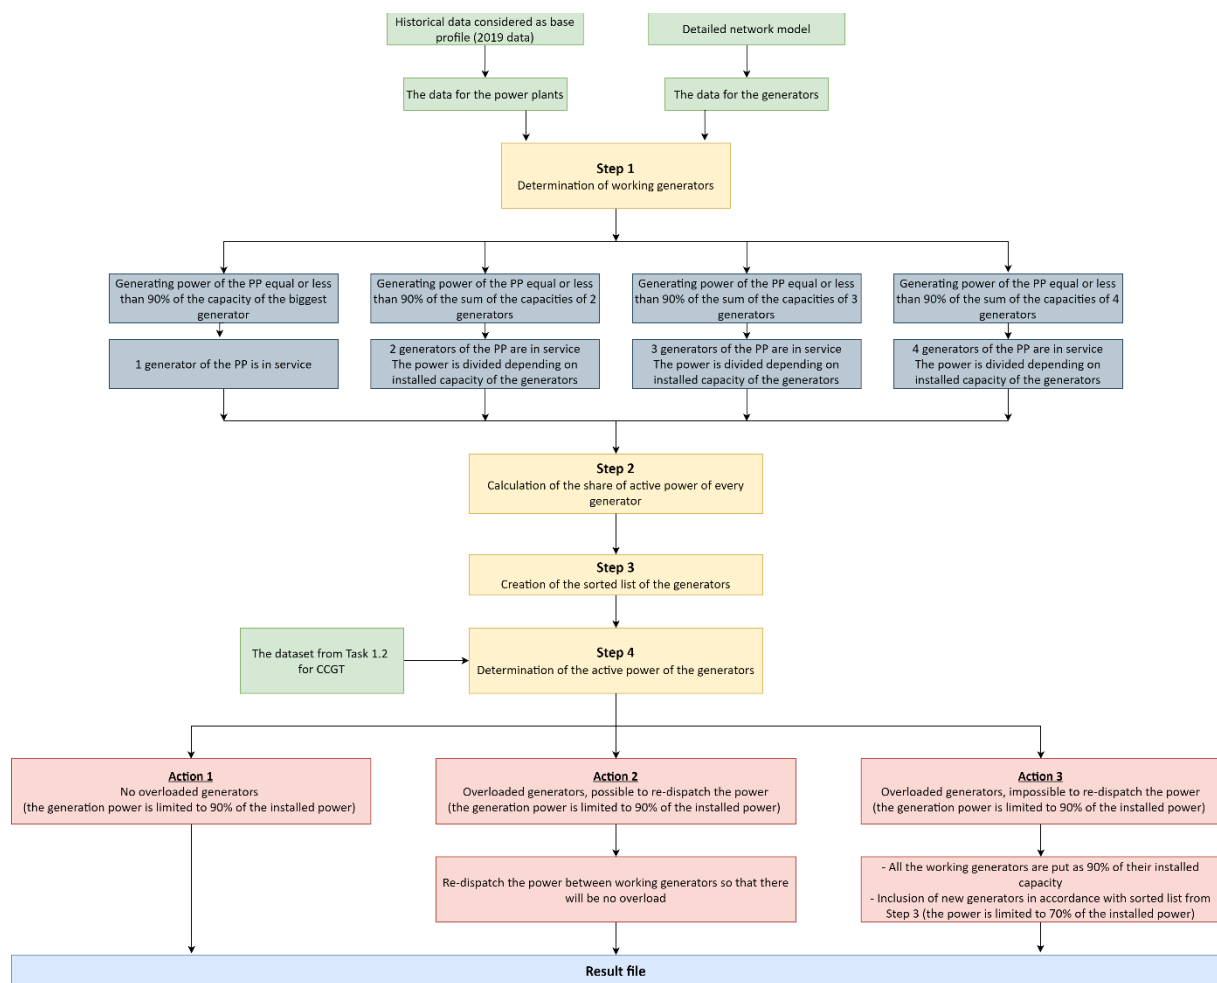 Historical data considered as base
profile (2019 data)
Detailed network model
The data for the power plants
The data for the generators
Step 1
Determination of working generators
Generating power of the PP equal or less
than 90% of the capacity of the biggest
generator
Generating power of the PP equal or less
than 90% of the sum of the capacities of 2
generators
Generating power of the PP equal or less
than 90% of the sum of the capacities of 3
generators
Generating power of the PP equal or less
than 90% of the sum of the capacities of 4
generators
1 generator of the PP is in service
2 generators of the PP are in service
The power is divided depending on
installed capacity of the generators
3 generators of the PP are in service
The power is divided depending on
installed capacity of the generators
4 generators of the PP are in service
The power is divided depending on
installed capacity of the generators
Step 2
Calculation of the share of active power of every
generator
Step 3
Creation of the sorted list of the generators
The dataset from Task 1.2
for CCGT
Step 4
Determination of the active power of the generators
Action 1
No overloaded generators
(the generation power is limited to 90% of the installed power)
Action 2
Overloaded generators, possible to re-dispatch the power
(the generation power is limited to 90% of the installed power)
Action 3
Overloaded generators, impossible to re-dispatch the power
(the generation power is limited to 90% of the installed power)
Re-dispatch the power between working generators so that there
will be no overload
- All the working generators are put as 90% of their installed
capacity
- Inclusion of new generators in accordance with sorted list from
Step 3 (the power is limited to 70% of the installed power)
Result file